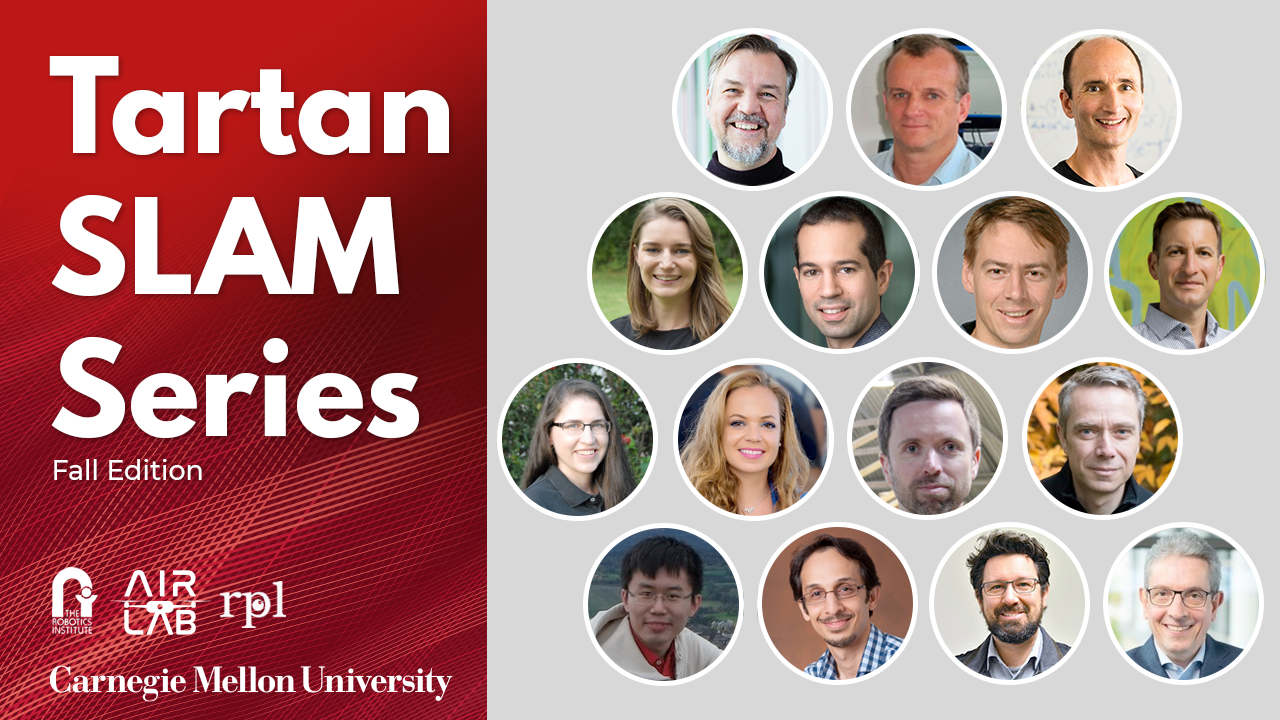 Tartan
SLAM
Series
Fall Edition
THE
ROBOTICS
INSTITUTE
AIR
LAB
rpl
Carnegie Mellon University